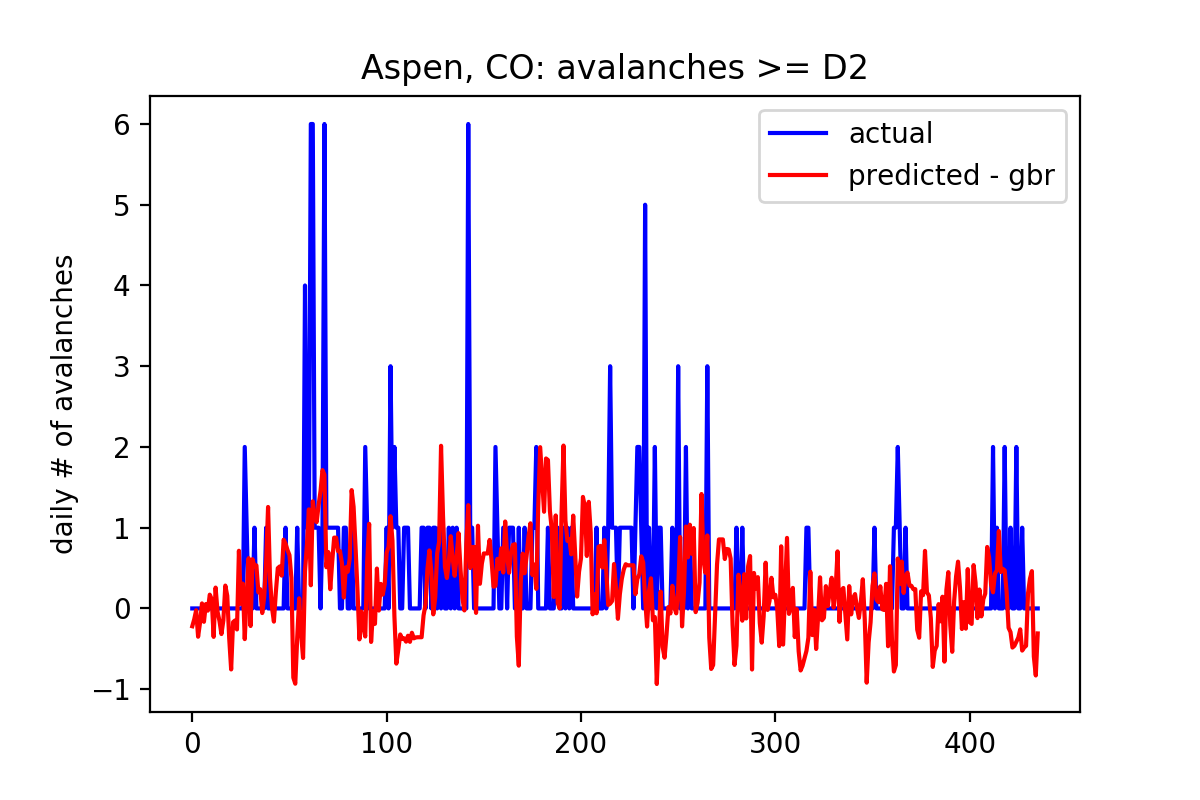 Aspen, CO: avalanches >= D2
actual
predicted - gbr
daily # of avalanches
6
5
4
3
2
1
0
−1
0 100 200 300 400